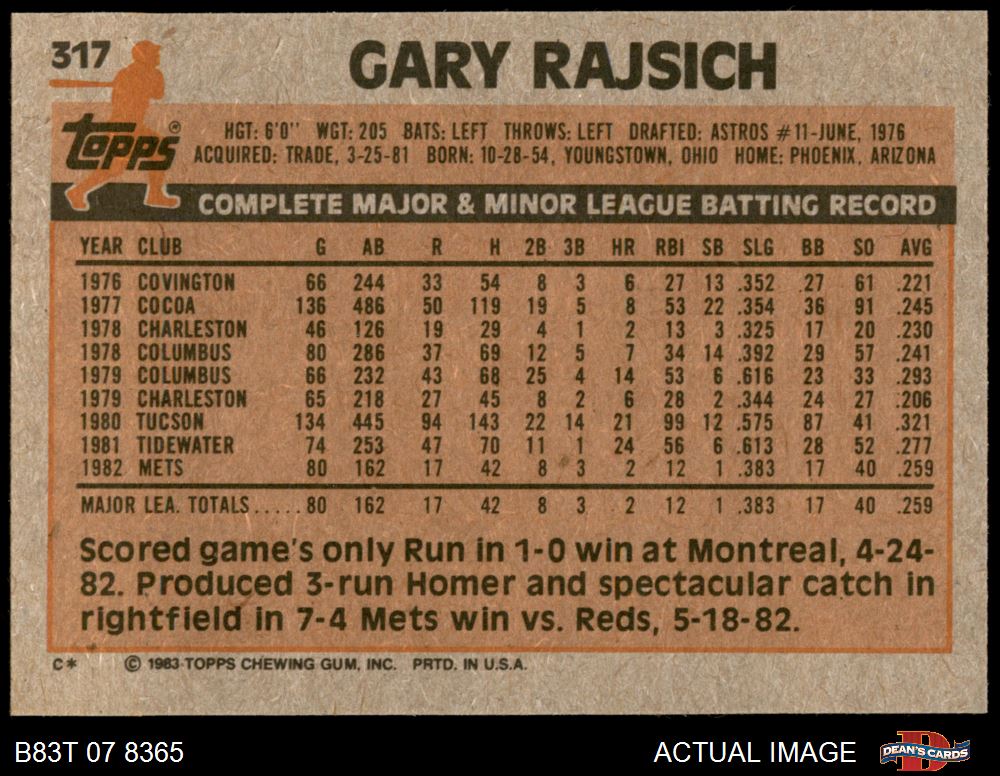 317
GARY RAJSICH
Topps®
HGT: 6'0" WGT: 205 BATS: LEFT THROWS: LEFT DRAFTED: ASTROS #11-JUNE, 1976
ACQUIRED: TRADE, 3-25-81 BORN: 10-28-54, YOUNGSTOWN, OHIO HOME: PHOENIX, ARIZONA
COMPLETE MAJOR & MINOR LEAGUE BATTING RECORD
YEAR CLUB G AB R H 2B 3B HR RBI SB SLG BB SO AVG
1976 COVINGTON 66 244 33 54 8 3 6 27 13 .352 27 61 .221
1977 COCOA 136 486 50 119 19 5 8 53 22 .354 36 91 .245
1978 CHARLESTON 46 126 19 29 4 1 2 13 3 .325 17 20 .230
1978 COLUMBUS 80 286 37 69 12 5 7 34 14 .392 29 57 .241
1979 COLUMBUS 66 232 43 68 25 4 14 53 6 .616 23 33 .293
1979 CHARLESTON 65 218 27 45 8 2 6 28 2 .344 24 27 .206
1980 TUCSON 134 445 94 143 22 14 21 99 12 .575 87 41 .321
1981 TIDEWATER 74 253 47 70 11 1 24 56 6 .613 28 52 .277
1982 METS 80 162 17 42 8 3 2 12 1 .383 17 40 .259
MAJOR LEA. TOTALS.....80 162 17 42 8 3 2 12 1 .383 17 40 .259
Scored game's only Run in 1-0 win at Montreal, 4-24-
82. Produced 3-run Homer and spectacular catch in
rightfield in 7-4 Mets win vs. Reds, 5-18-82.
C* © 1983 TOPPS CHEWING GUM, INC. PRTD. IN U.S.A.
B83T 07 8365 ACTUAL IMAGE D DEAN'S CARDS